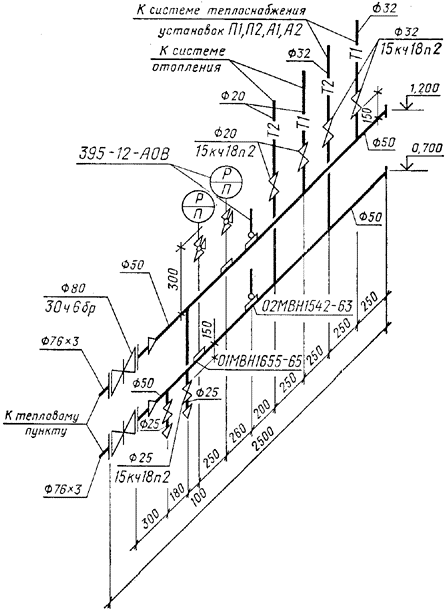 К системе теплоснабжения
установок П1,П2,А1,А2
К системе
отопления
Ф32
Ф32
Ф32
15кч18п2
Т1
Т2
Т1
Т2
Ф20
Ф20
15кч18п2
150
1,200
Ф50
0,700
Ф50
395-12-АОВ
Р
П
Р
П
300
Ф50
Ф80
30ч6бр
Ф76×3
150
02МВН1542-63
*01МВН1655-65
К тепловому
пункту
Ф50
Ф25
Ф25
Ф25
15кч18п2
Ф76×3
300
180
100
250
260
200
250
250
250
2500